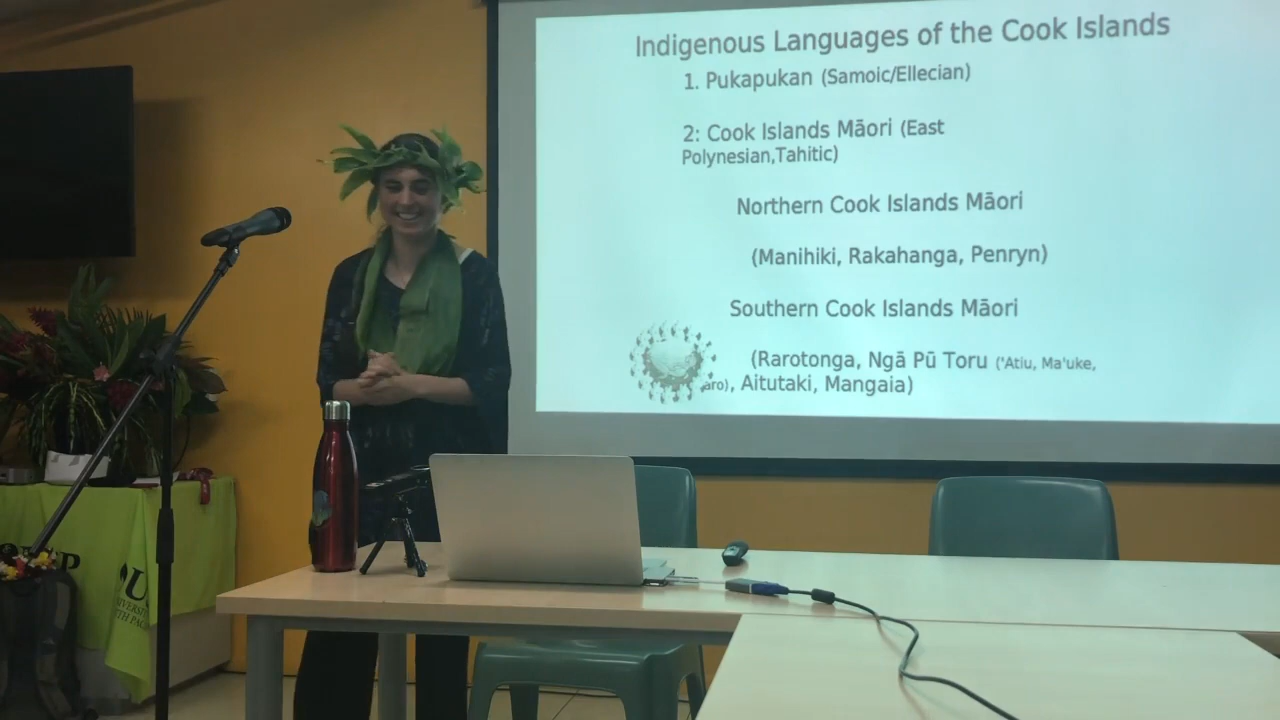 Indigenous Languages of the Cook Islands
1. Pukapukan (Samoic/Ellecian)
2: Cook Islands Māori (East
Polynesian,Tahitic)
Northern Cook Islands Māori
(Manihiki, Rakahanga, Penryn)
Southern Cook Islands Māori
(Rarotonga, Ngā Pū Toru ('Atiu, Ma'uke,
aro), Aitutaki, Mangaia)